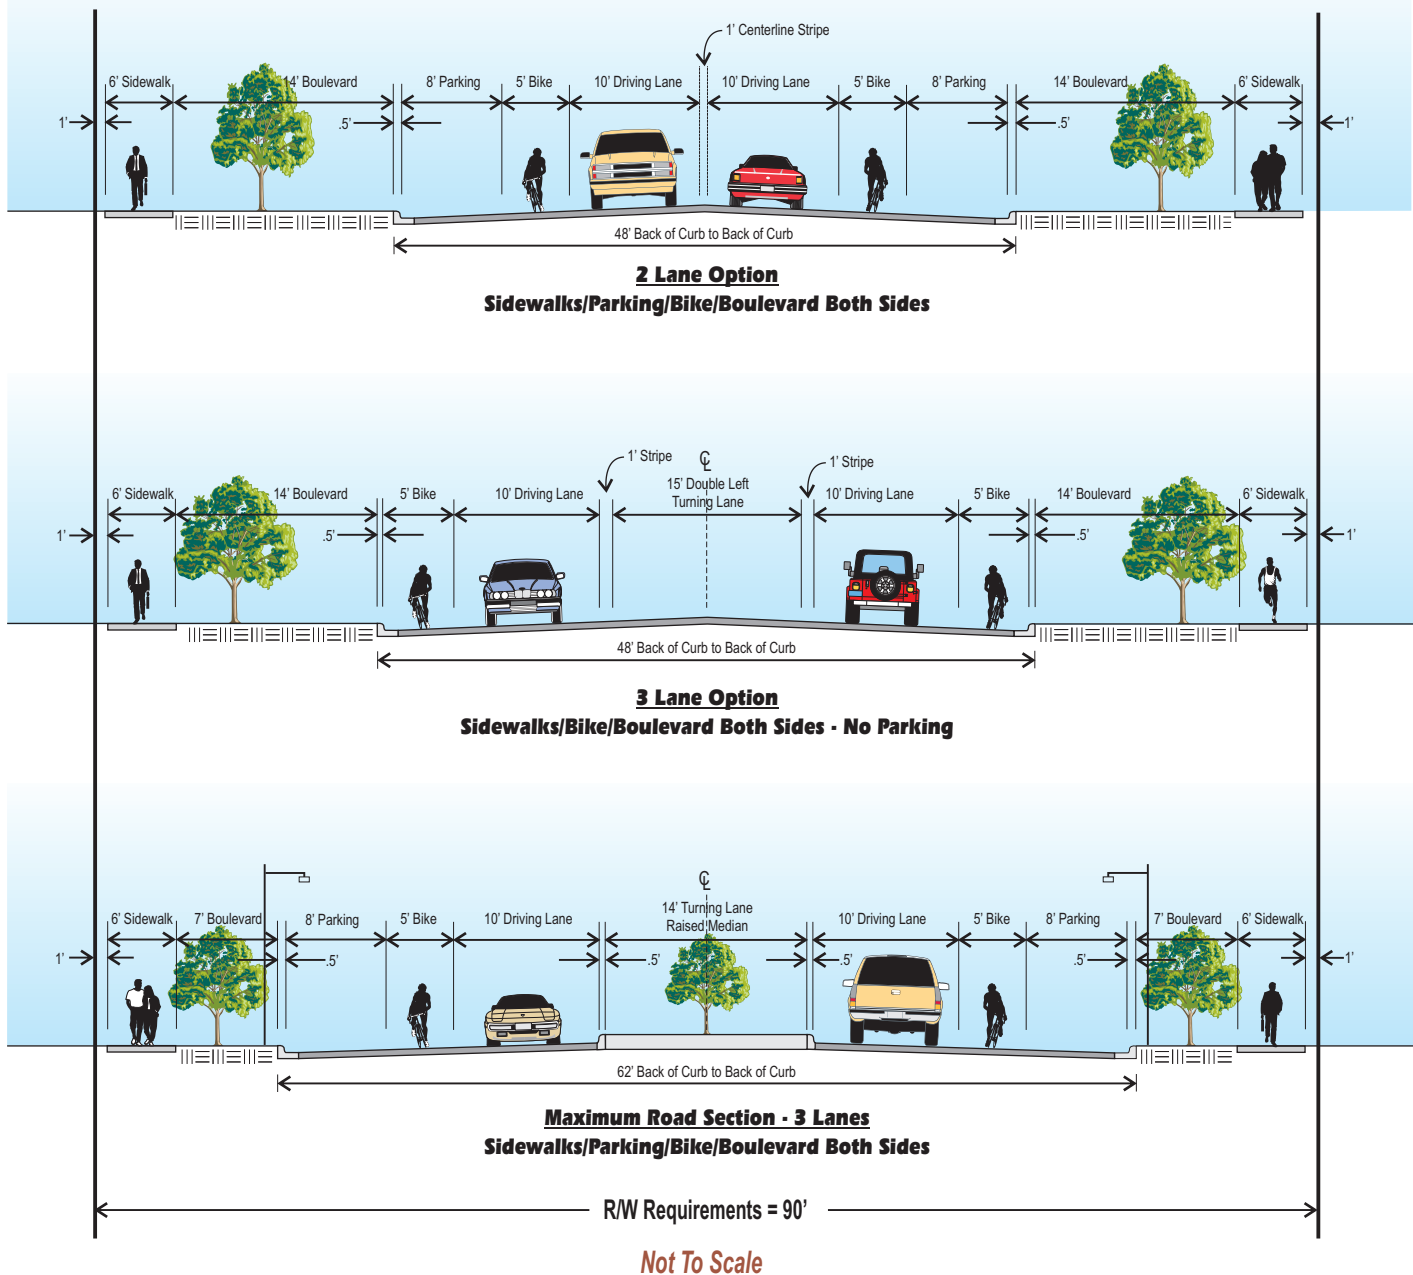 1' Centerline Stripe
6' Sidewalk 14' Boulevard 8' Parking 5' Bike 10' Driving Lane 10' Driving Lane 5' Bike 8' Parking 14' Boulevard 6' Sidewalk
1' .5' .5' 1'
48' Back of Curb to Back of Curb
2 Lane Option
Sidewalks/Parking/Bike/Boulevard Both Sides
1' Stripe ℄ 1' Stripe
15' Double Left
Turning Lane
6' Sidewalk 14' Boulevard 5' Bike 10' Driving Lane 10' Driving Lane 5' Bike 14' Boulevard 6' Sidewalk
1' .5' .5' 1'
48' Back of Curb to Back of Curb
3 Lane Option
Sidewalks/Bike/Boulevard Both Sides - No Parking
℄
14' Turning Lane
Raised Median
6' Sidewalk 7' Boulevard 8' Parking 5' Bike 10' Driving Lane 10' Driving Lane 5' Bike 8' Parking 7' Boulevard 6' Sidewalk
1' .5' .5' .5' .5' 1'
62' Back of Curb to Back of Curb
Maximum Road Section - 3 Lanes
Sidewalks/Parking/Bike/Boulevard Both Sides
R/W Requirements = 90'
Not To Scale